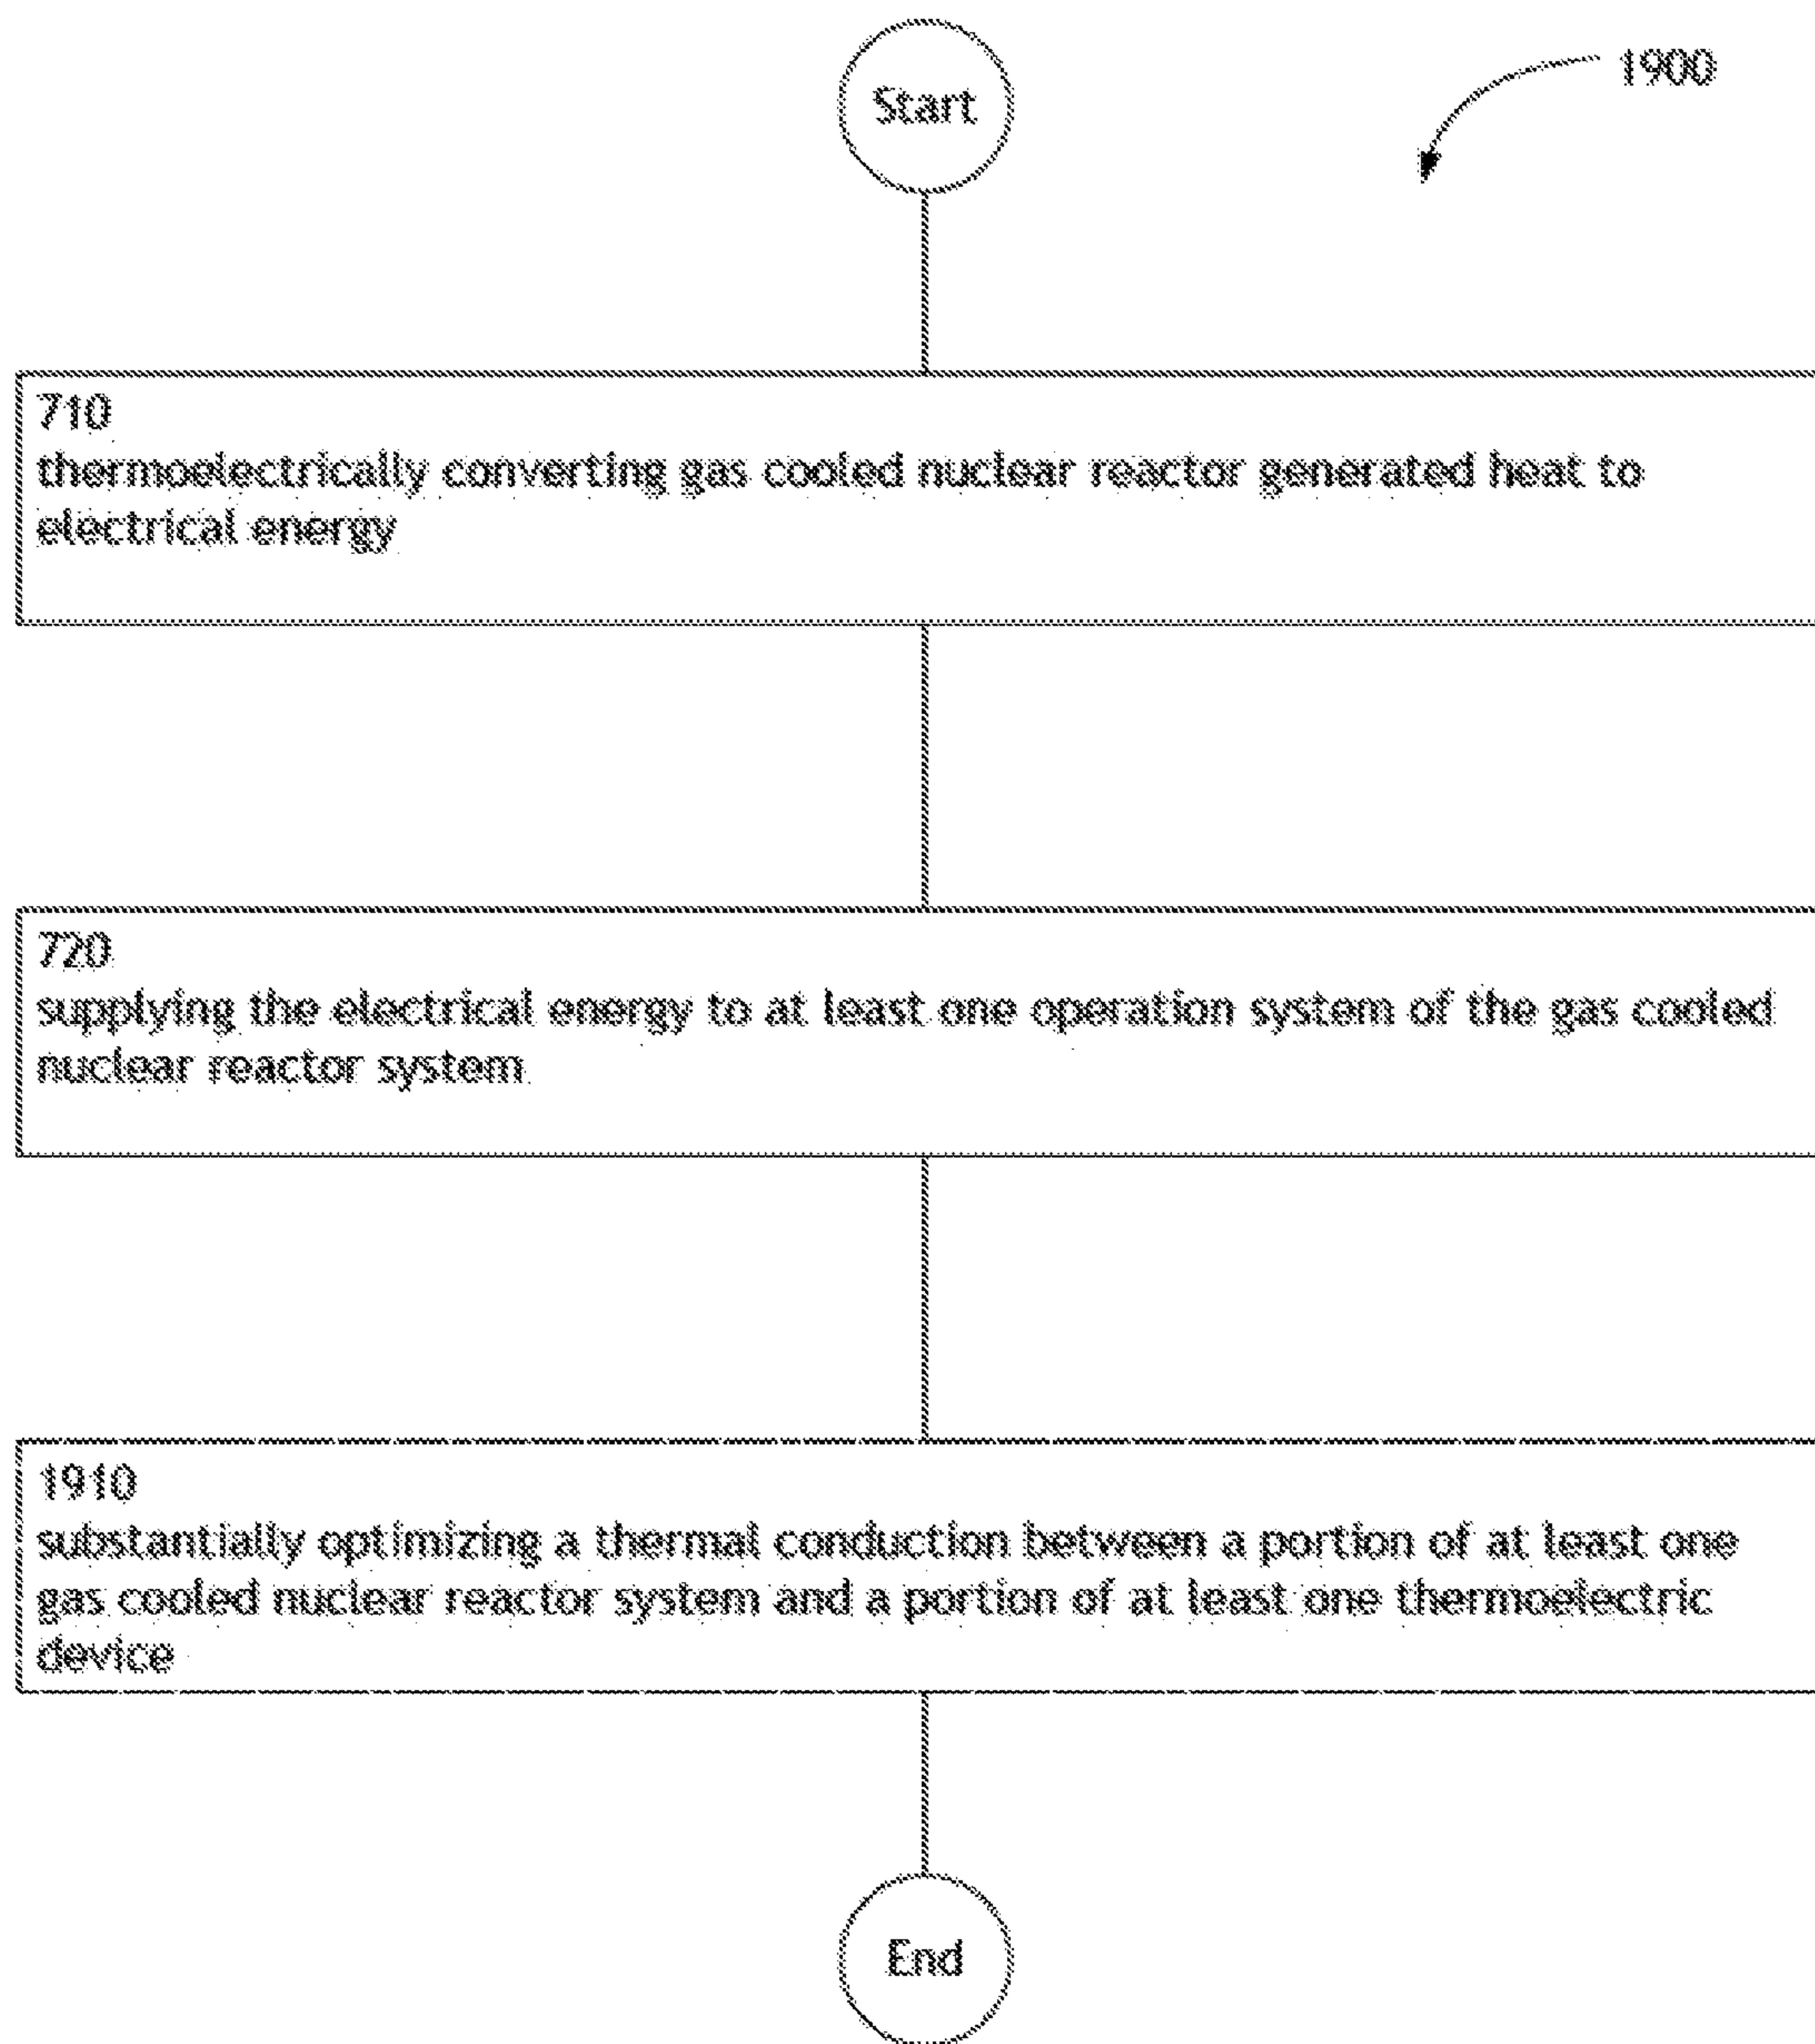 Start
1900
710
thermoelectrically converting gas cooled nuclear reactor generated heat to
electrical energy
720
supplying the electrical energy to at least one operation system of the gas cooled
nuclear reactor system
1910
substantially optimizing a thermal conduction between a portion of at least one
gas cooled nuclear reactor system and a portion of at least one thermoelectric
device
End